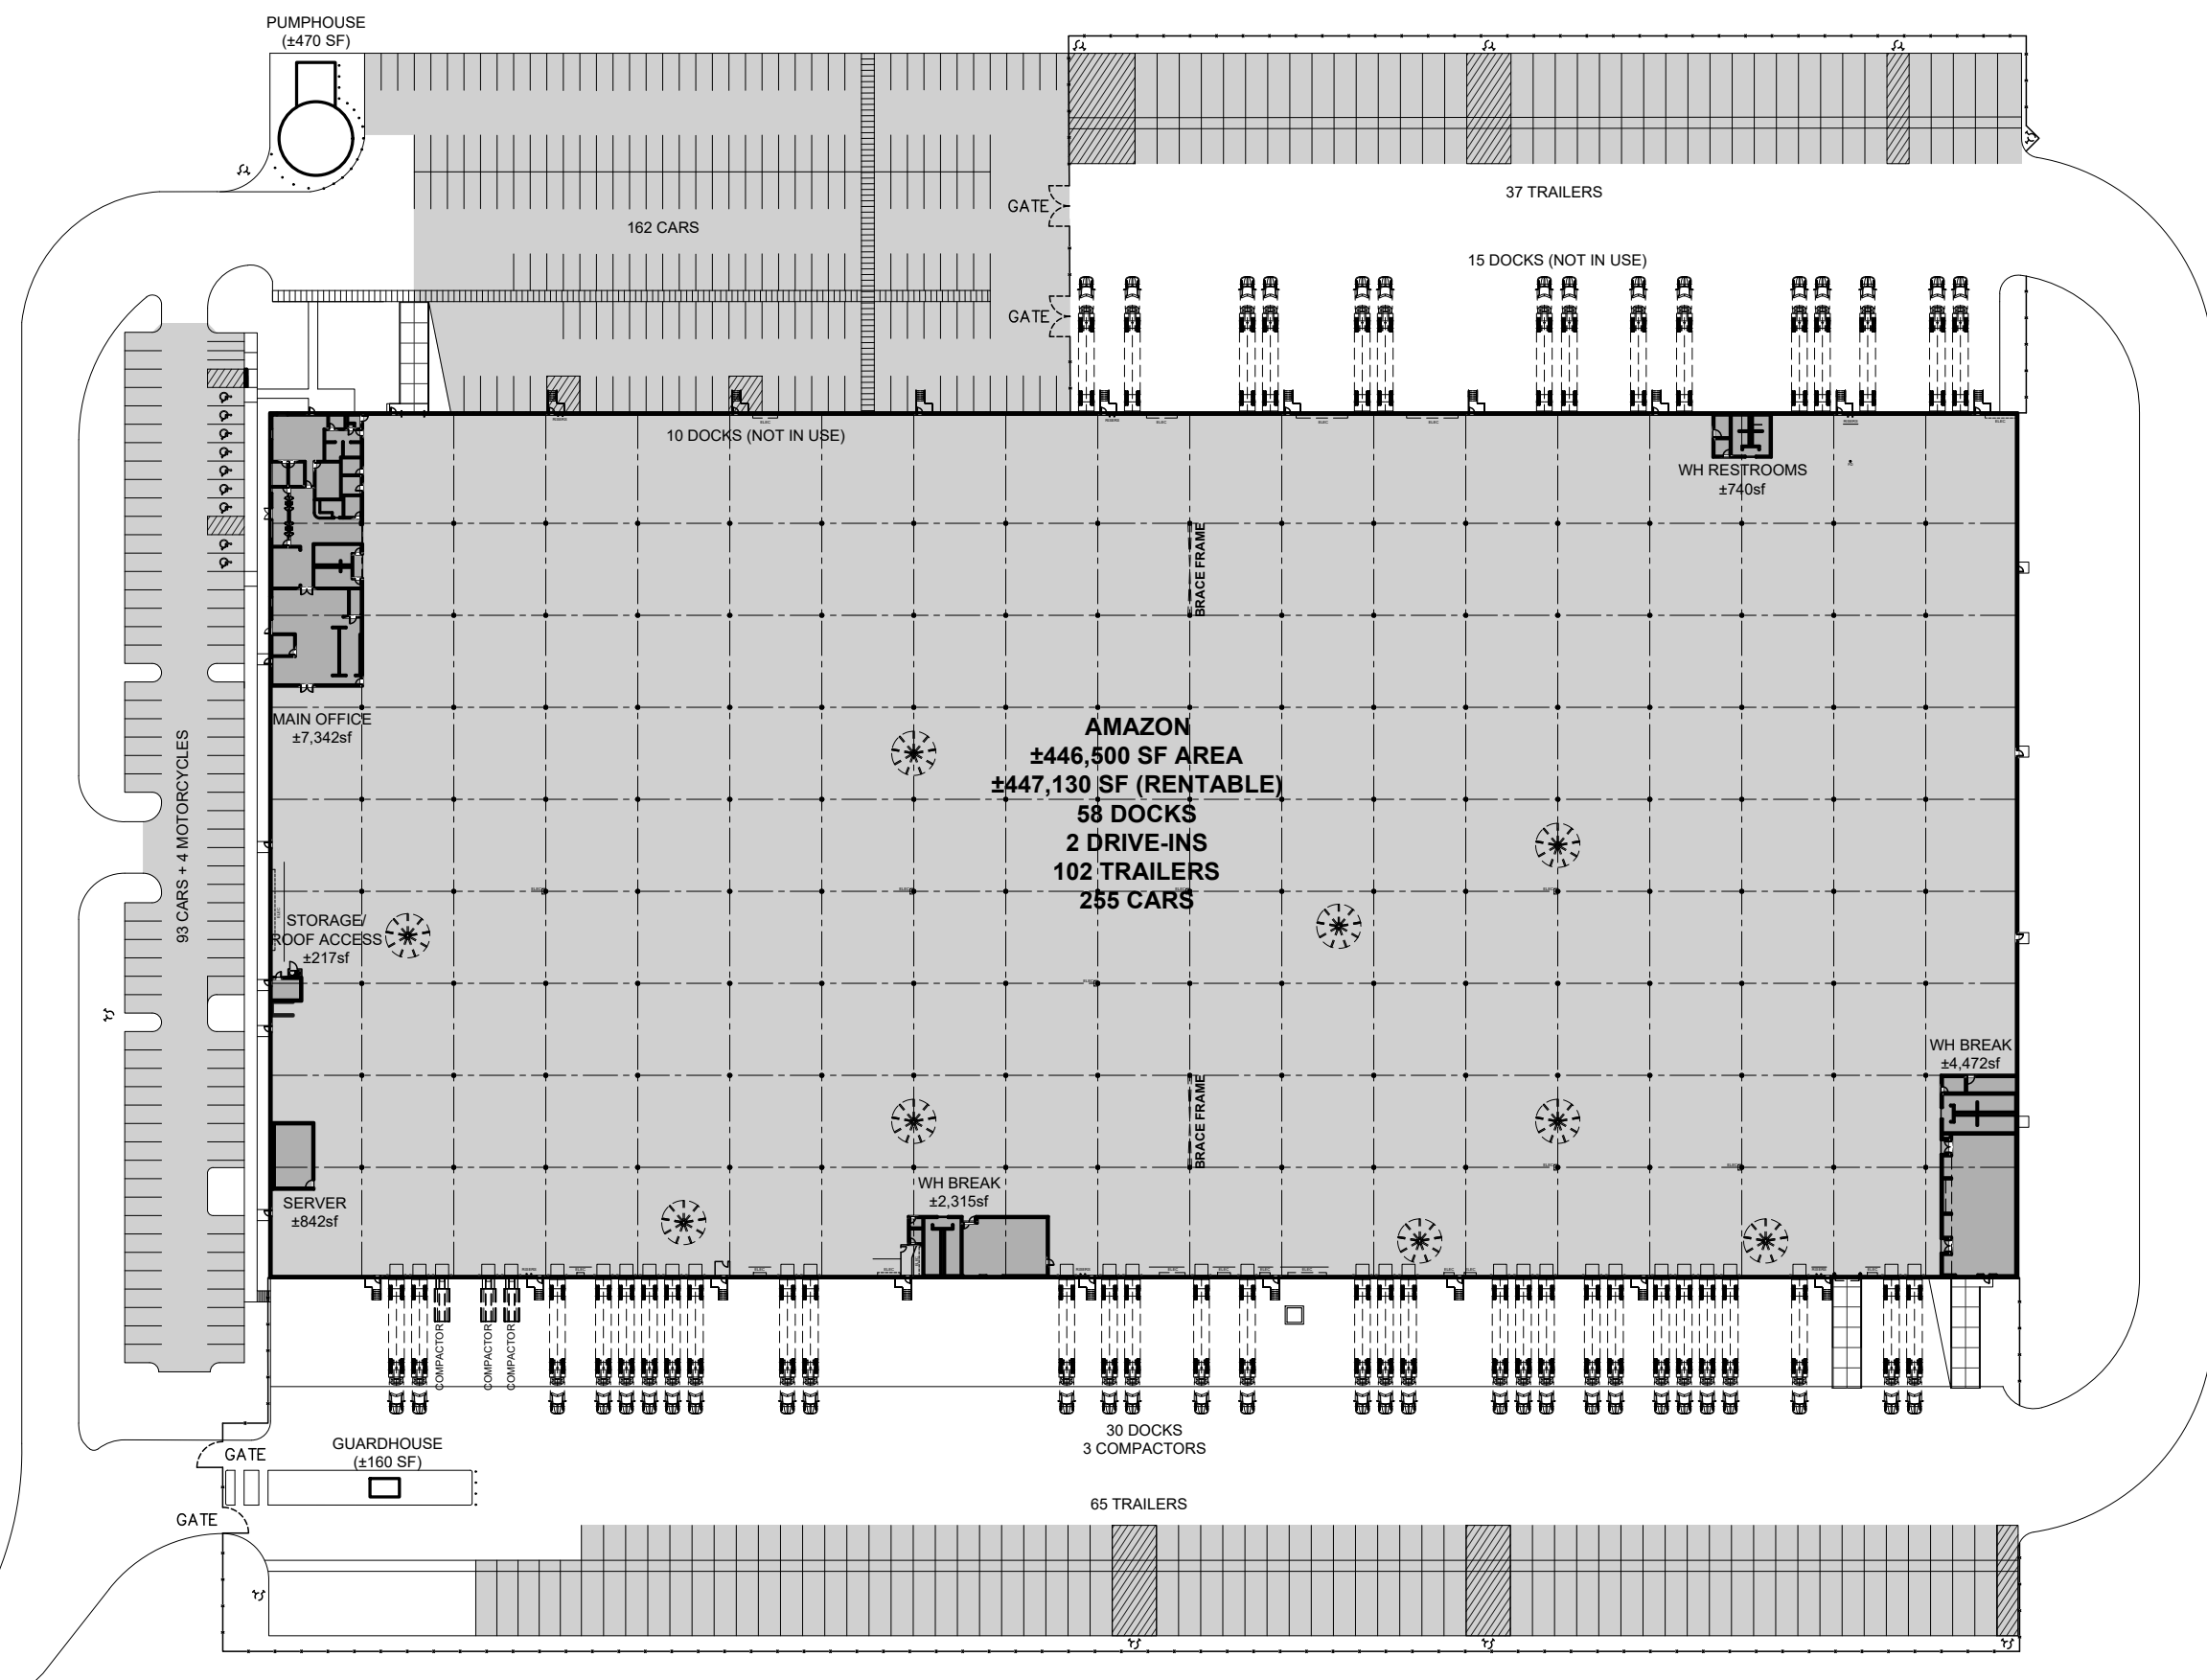 PUMPHOUSE
(±470 SF)
37 TRAILERS
GATE
162 CARS
15 DOCKS (NOT IN USE)
GATE
10 DOCKS (NOT IN USE)
WH RESTROOMS
±740sf
BRACE FRAME
MAIN OFFICE
±7,342sf
93 CARS + 4 MOTORCYCLES
AMAZON
±446,500 SF AREA
±447,130 SF (RENTABLE)
58 DOCKS
2 DRIVE-INS
102 TRAILERS
255 CARS
STORAGE/
ROOF ACCESS
±217sf
WH BREAK
±4,472sf
BRACE FRAME
WH BREAK
±2,315sf
SERVER
±842sf
COMPACTOR
COMPACTOR
COMPACTOR
30 DOCKS
3 COMPACTORS
GUARDHOUSE
(±160 SF)
GATE
65 TRAILERS
GATE